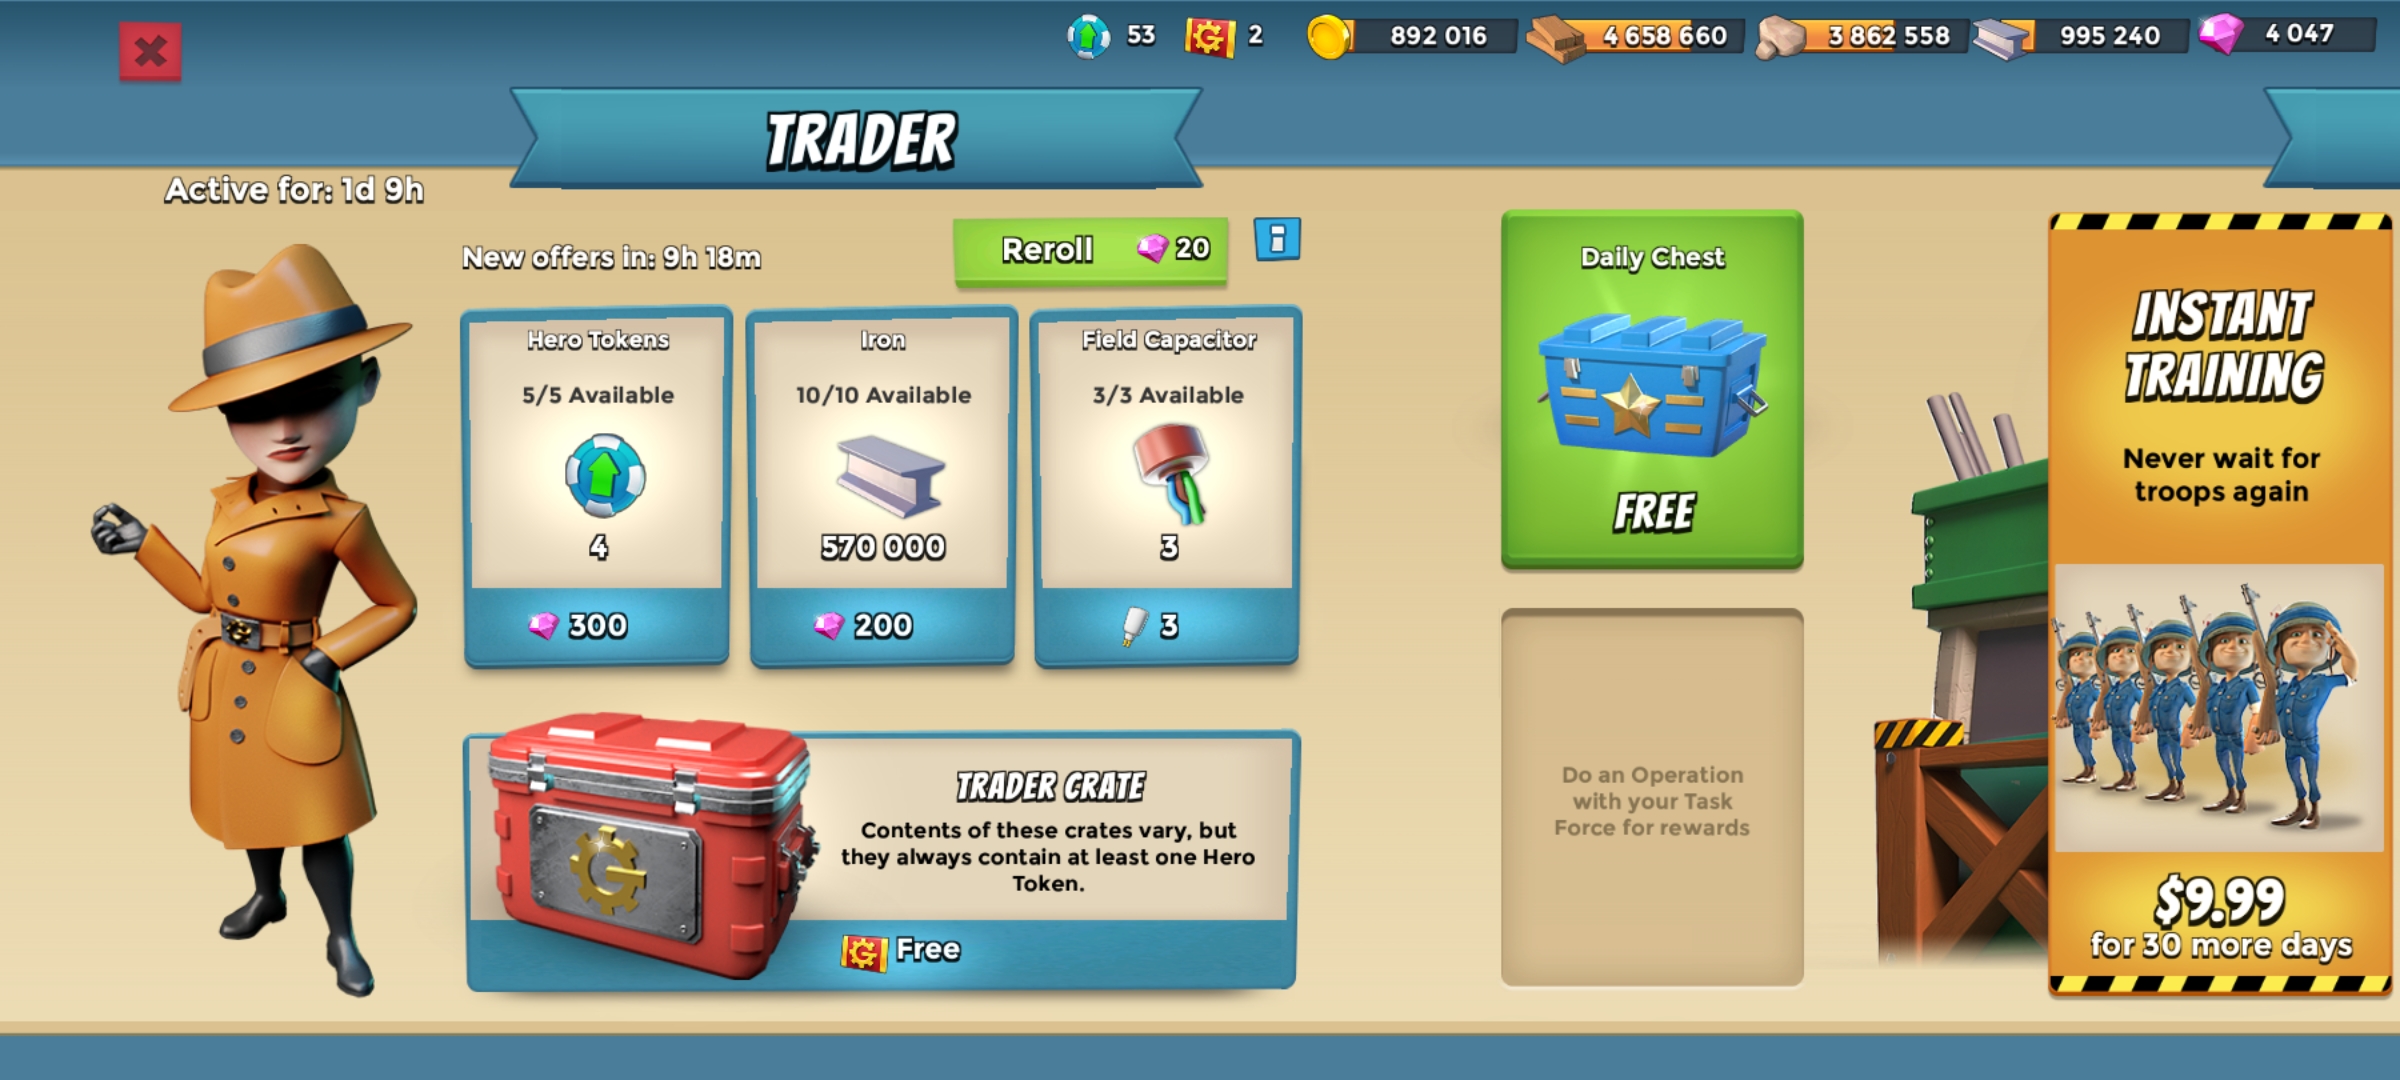 53
2
892 016
4 658 660
3 862 558
995 240
4 047
TRADER
Active for: 1d 9h
New offers in: 9h 18m
Reroll 20
i
Hero Tokens
5/5 Available
4
300
Iron
10/10 Available
570 000
200
Field Capacitor
3/3 Available
3
3
TRADER CRATE
Contents of these crates vary, but
they always contain at least one Hero
Token.
Free
Daily Chest
FREE
Do an Operation
with your Task
Force for rewards
INSTANT
TRAINING
Never wait for
troops again
$9.99
for 30 more days